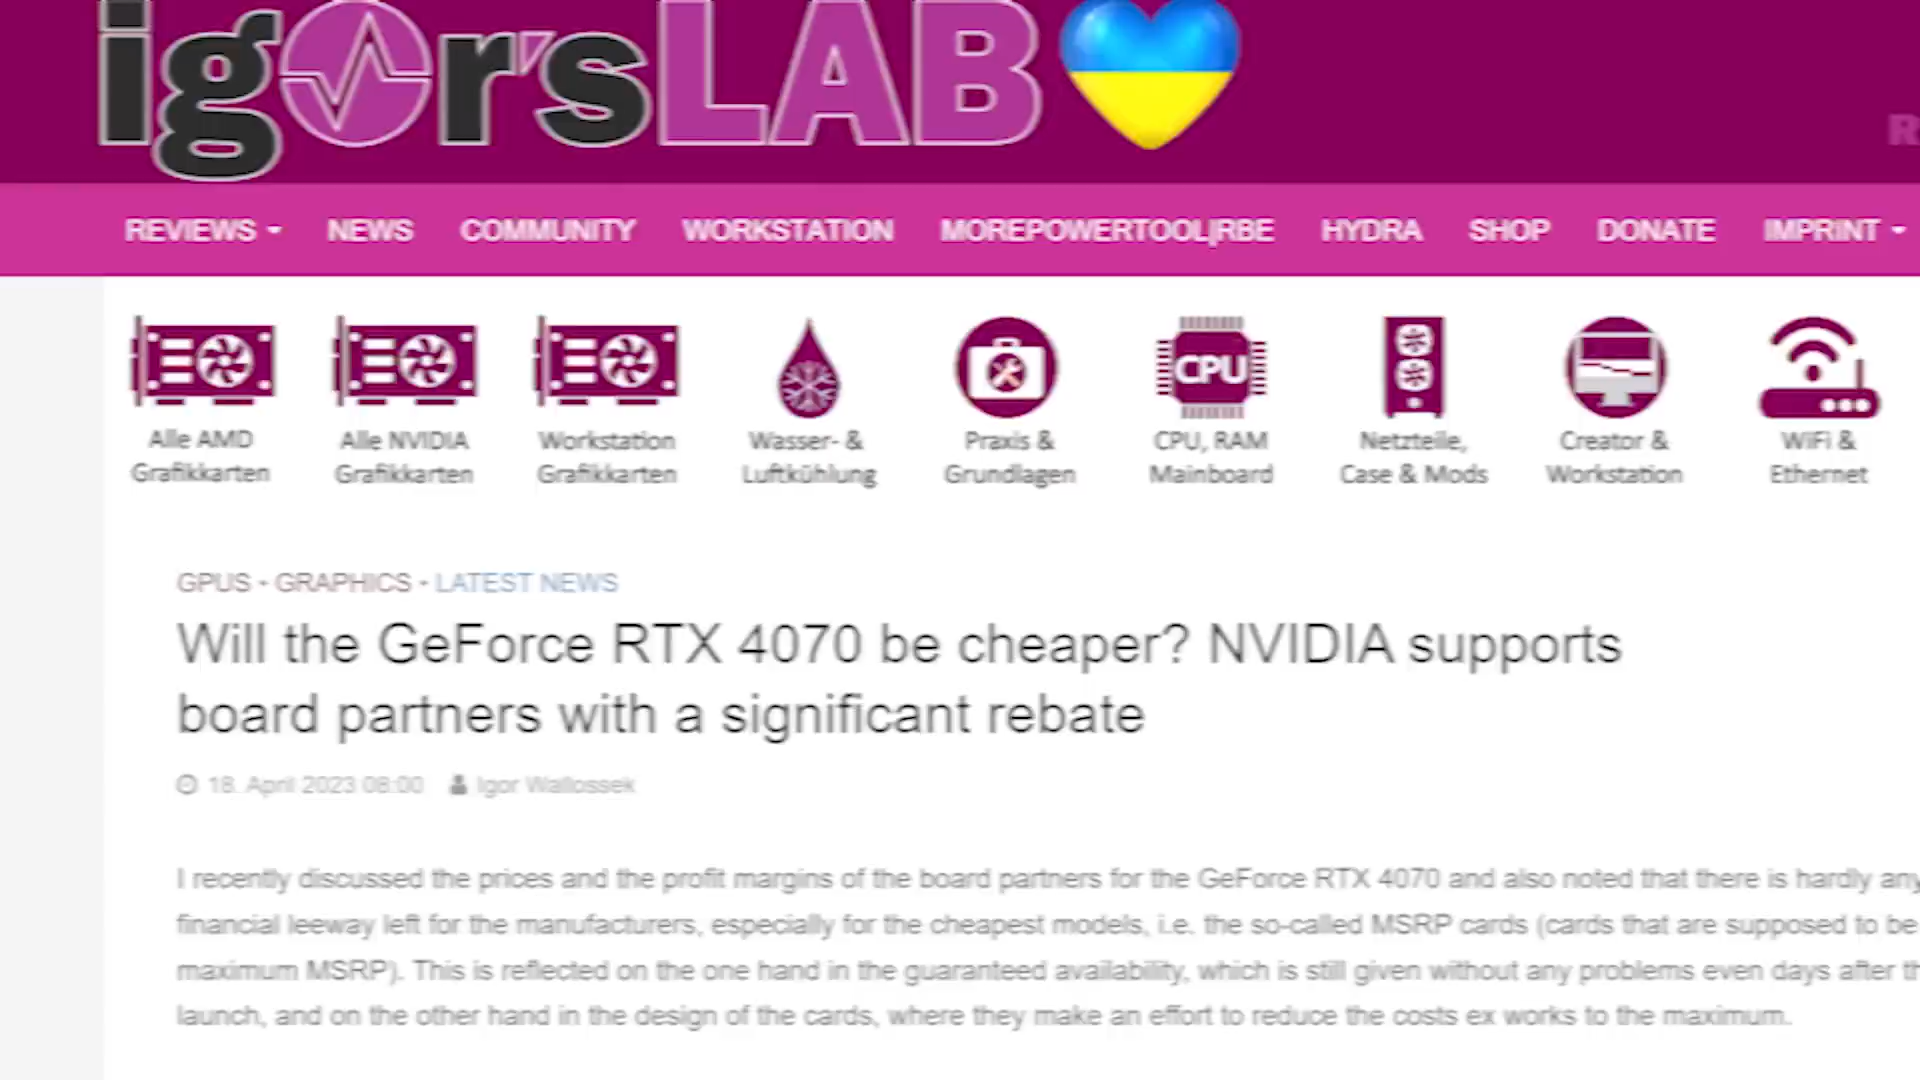 igor'sLAB
R
REVIEWS NEWS COMMUNITY WORKSTATION MOREPOWERTOOL|RBE HYDRA SHOP DONATE IMPRINT
Alle AMD
Grafikkarten
Alle NVIDIA
Grafikkarten
Workstation
Grafikkarten
Wasser- &
Luftkühlung
Praxis &
Grundlagen
CPU
CPU, RAM
Mainboard
Netzteile,
Case & Mods
Creator &
Workstation
WiFi &
Ethernet
GPUS - GRAPHICS - LATEST NEWS
Will the GeForce RTX 4070 be cheaper? NVIDIA supports
board partners with a significant rebate
18. April 2023 08:00 Igor Wallossek
I recently discussed the prices and the profit margins of the board partners for the GeForce RTX 4070 and also noted that there is hardly any
financial leeway left for the manufacturers, especially for the cheapest models, i.e. the so-called MSRP cards (cards that are supposed to be
maximum MSRP). This is reflected on the one hand in the guaranteed availability, which is still given without any problems even days after th
launch, and on the other hand in the design of the cards, where they make an effort to reduce the costs ex works to the maximum.